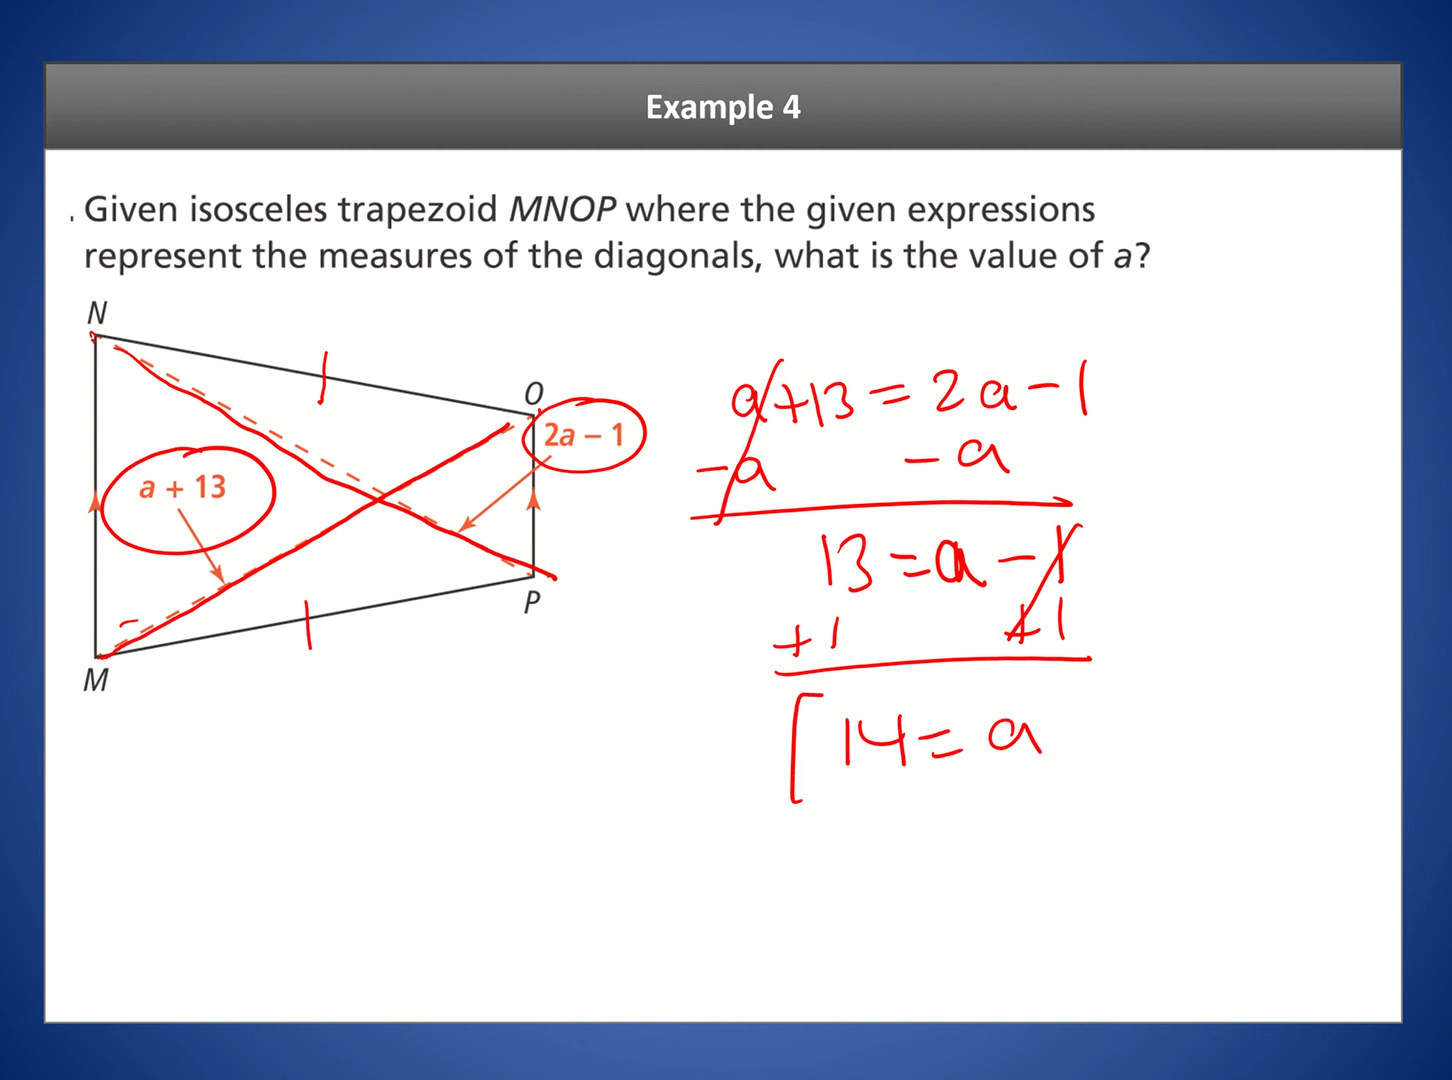 Example 4
. Given isosceles trapezoid MNOP where the given expressions
represent the measures of the diagonals, what is the value of a?
N
O
2a − 1
a + 13
P
M
a+13=2a-1
-a -a
13=a-1
+1 +1
14=a